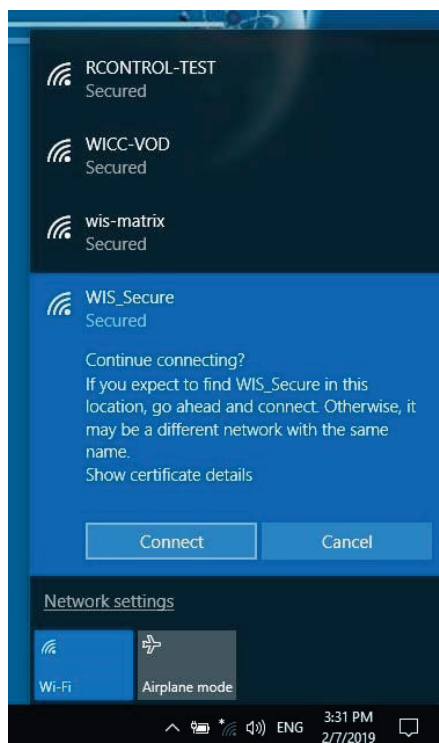 RCONTROL-TEST
Secured
WICC-VOD
Secured
wis-matrix
Secured
WIS_Secure
Secured
Continue connecting?
If you expect to find WIS_Secure in this
location, go ahead and connect. Otherwise, it
may be a different network with the same
name.
Show certificate details
Connect Cancel
Network settings
Wi-Fi Airplane mode
ENG 3:31 PM
2/7/2019